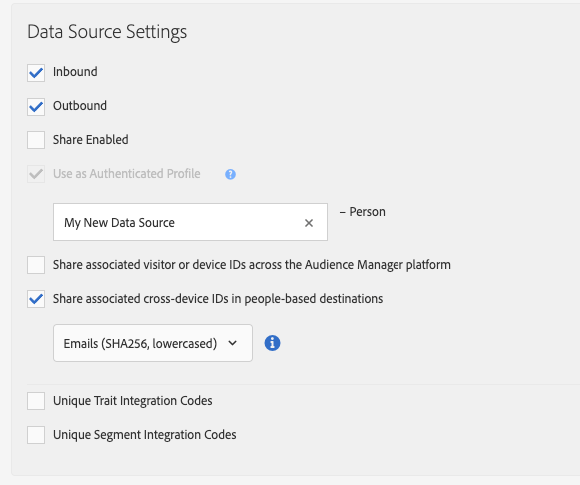 Data Source Settings
Inbound
Outbound
Share Enabled
Use as Authenticated Profile ?
My New Data Source × – Person
Share associated visitor or device IDs across the Audience Manager platform
Share associated cross-device IDs in people-based destinations
Emails (SHA256, lowercased) i
Unique Trait Integration Codes
Unique Segment Integration Codes